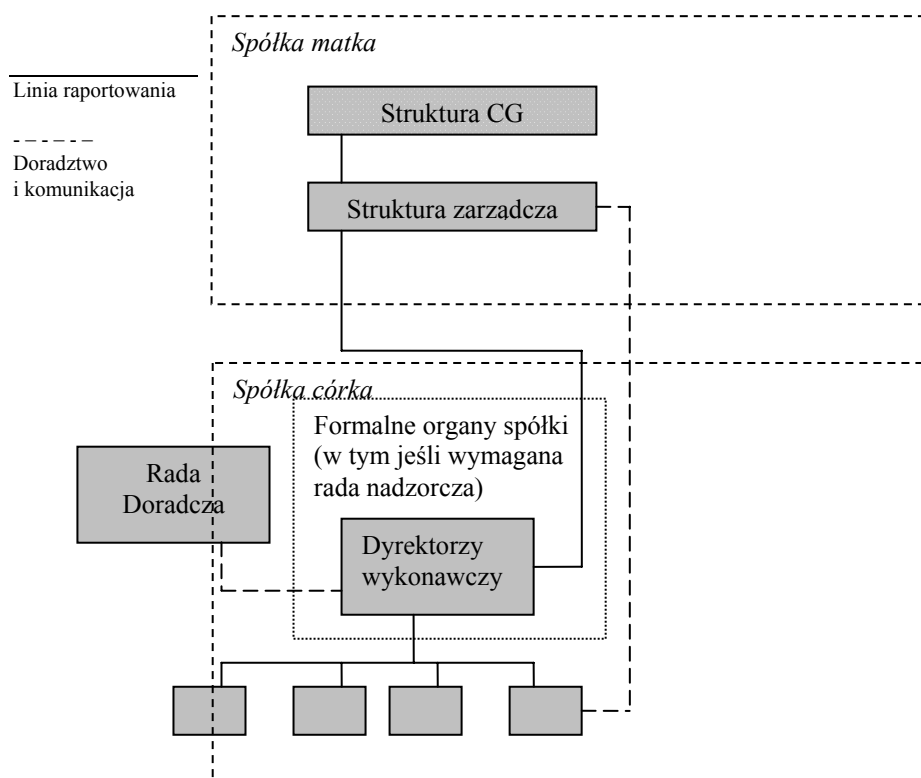 Spółka matka
Linia raportowania
Doradztwo
i komunikacja
Struktura CG
Struktura zarządcza
Spółka córka
Formalne organy spółki
(w tym jeśli wymagana
rada nadzorcza)
Rada
Doradcza
Dyrektorzy
wykonawczy